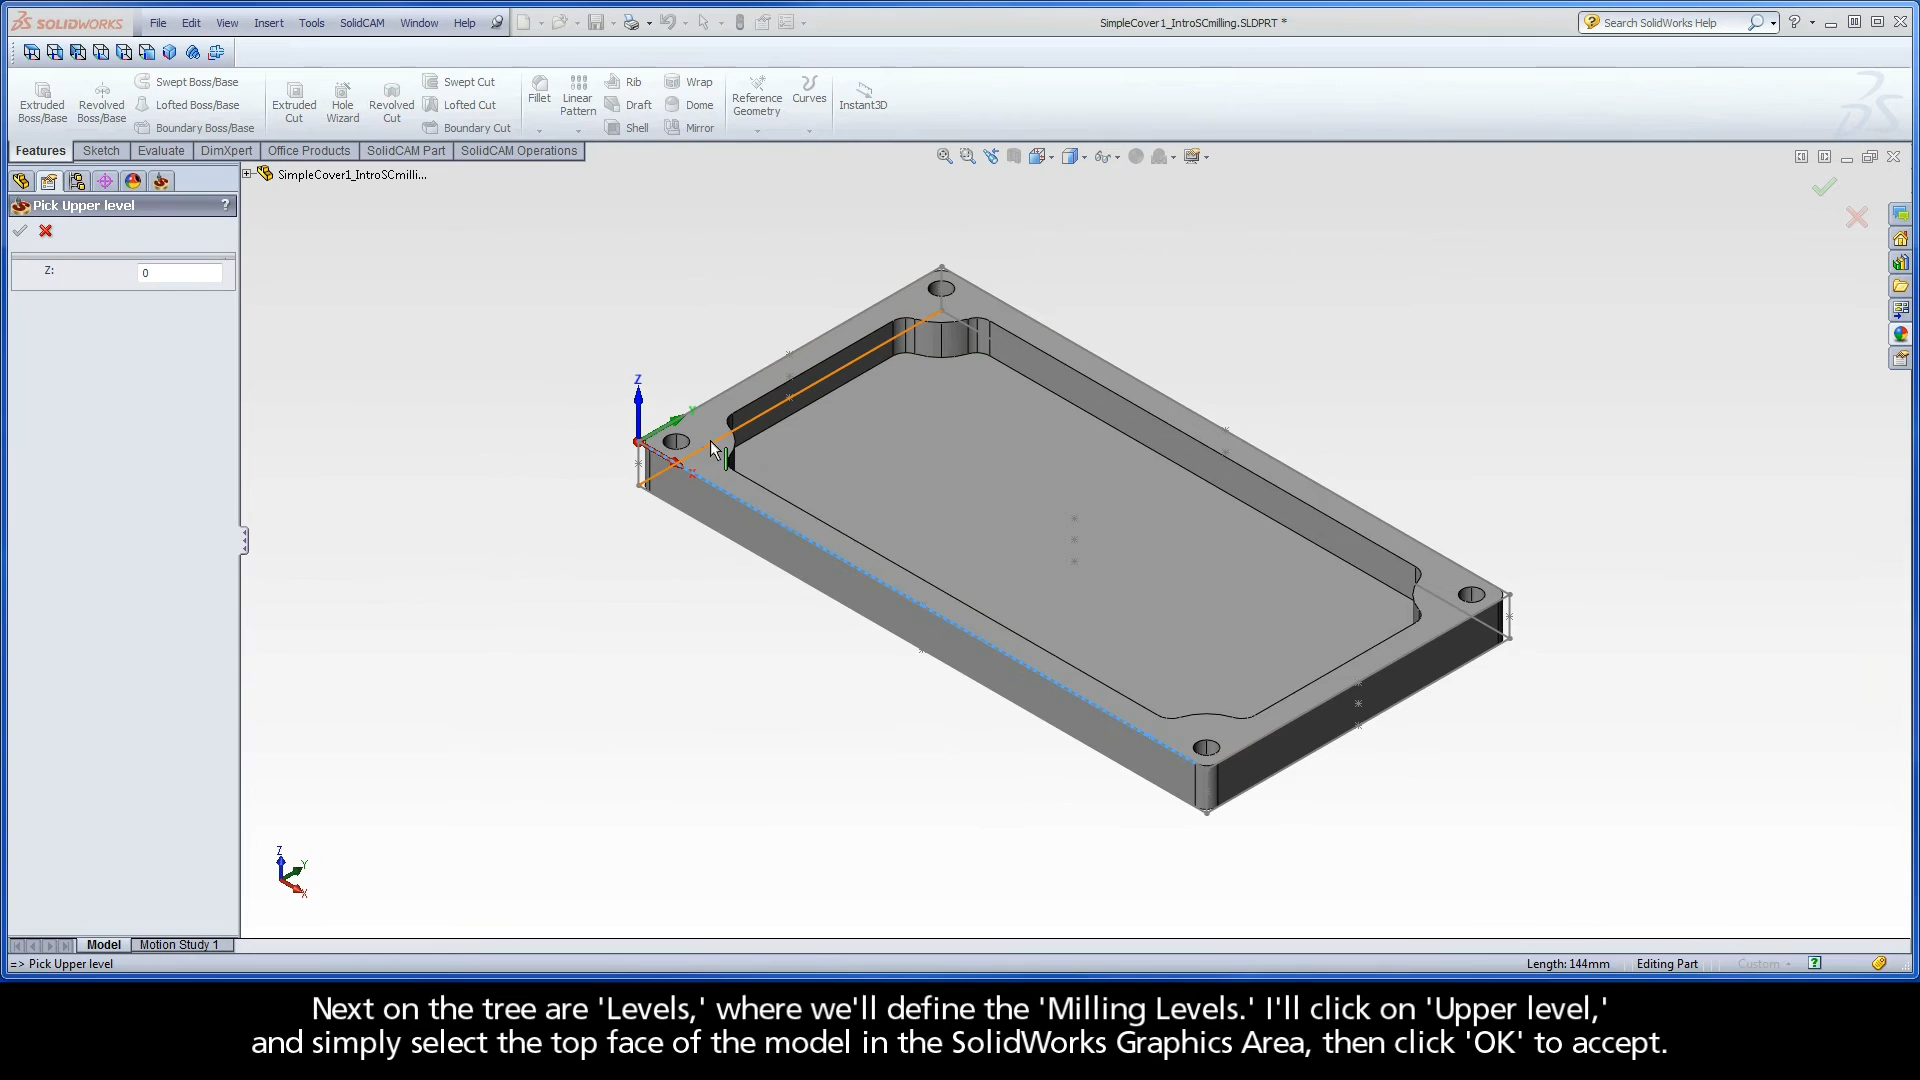 SOLIDWORKS File Edit View Insert Tools SolidCAM Window Help SimpleCover1_IntroSCmilling.SLDPRT * Search SolidWorks Help
Extruded Boss/Base
Revolved Boss/Base
Swept Boss/Base
Lofted Boss/Base
Boundary Boss/Base
Extruded Cut
Hole Wizard
Revolved Cut
Swept Cut
Lofted Cut
Boundary Cut
Fillet
Linear Pattern
Rib
Draft
Shell
Wrap
Dome
Mirror
Reference Geometry
Curves
Instant3D
Features Sketch Evaluate DimXpert Office Products SolidCAM Part SolidCAM Operations
SimpleCover1_IntroSCmilli...
Pick Upper level ?
Z: 0
Z
Y
X
Z
Y
X
Model Motion Study 1
=> Pick Upper level Length: 144mm Editing Part Custom
Next on the tree are 'Levels,' where we'll define the 'Milling Levels.' I'll click on 'Upper level,'
and simply select the top face of the model in the SolidWorks Graphics Area, then click 'OK' to accept.